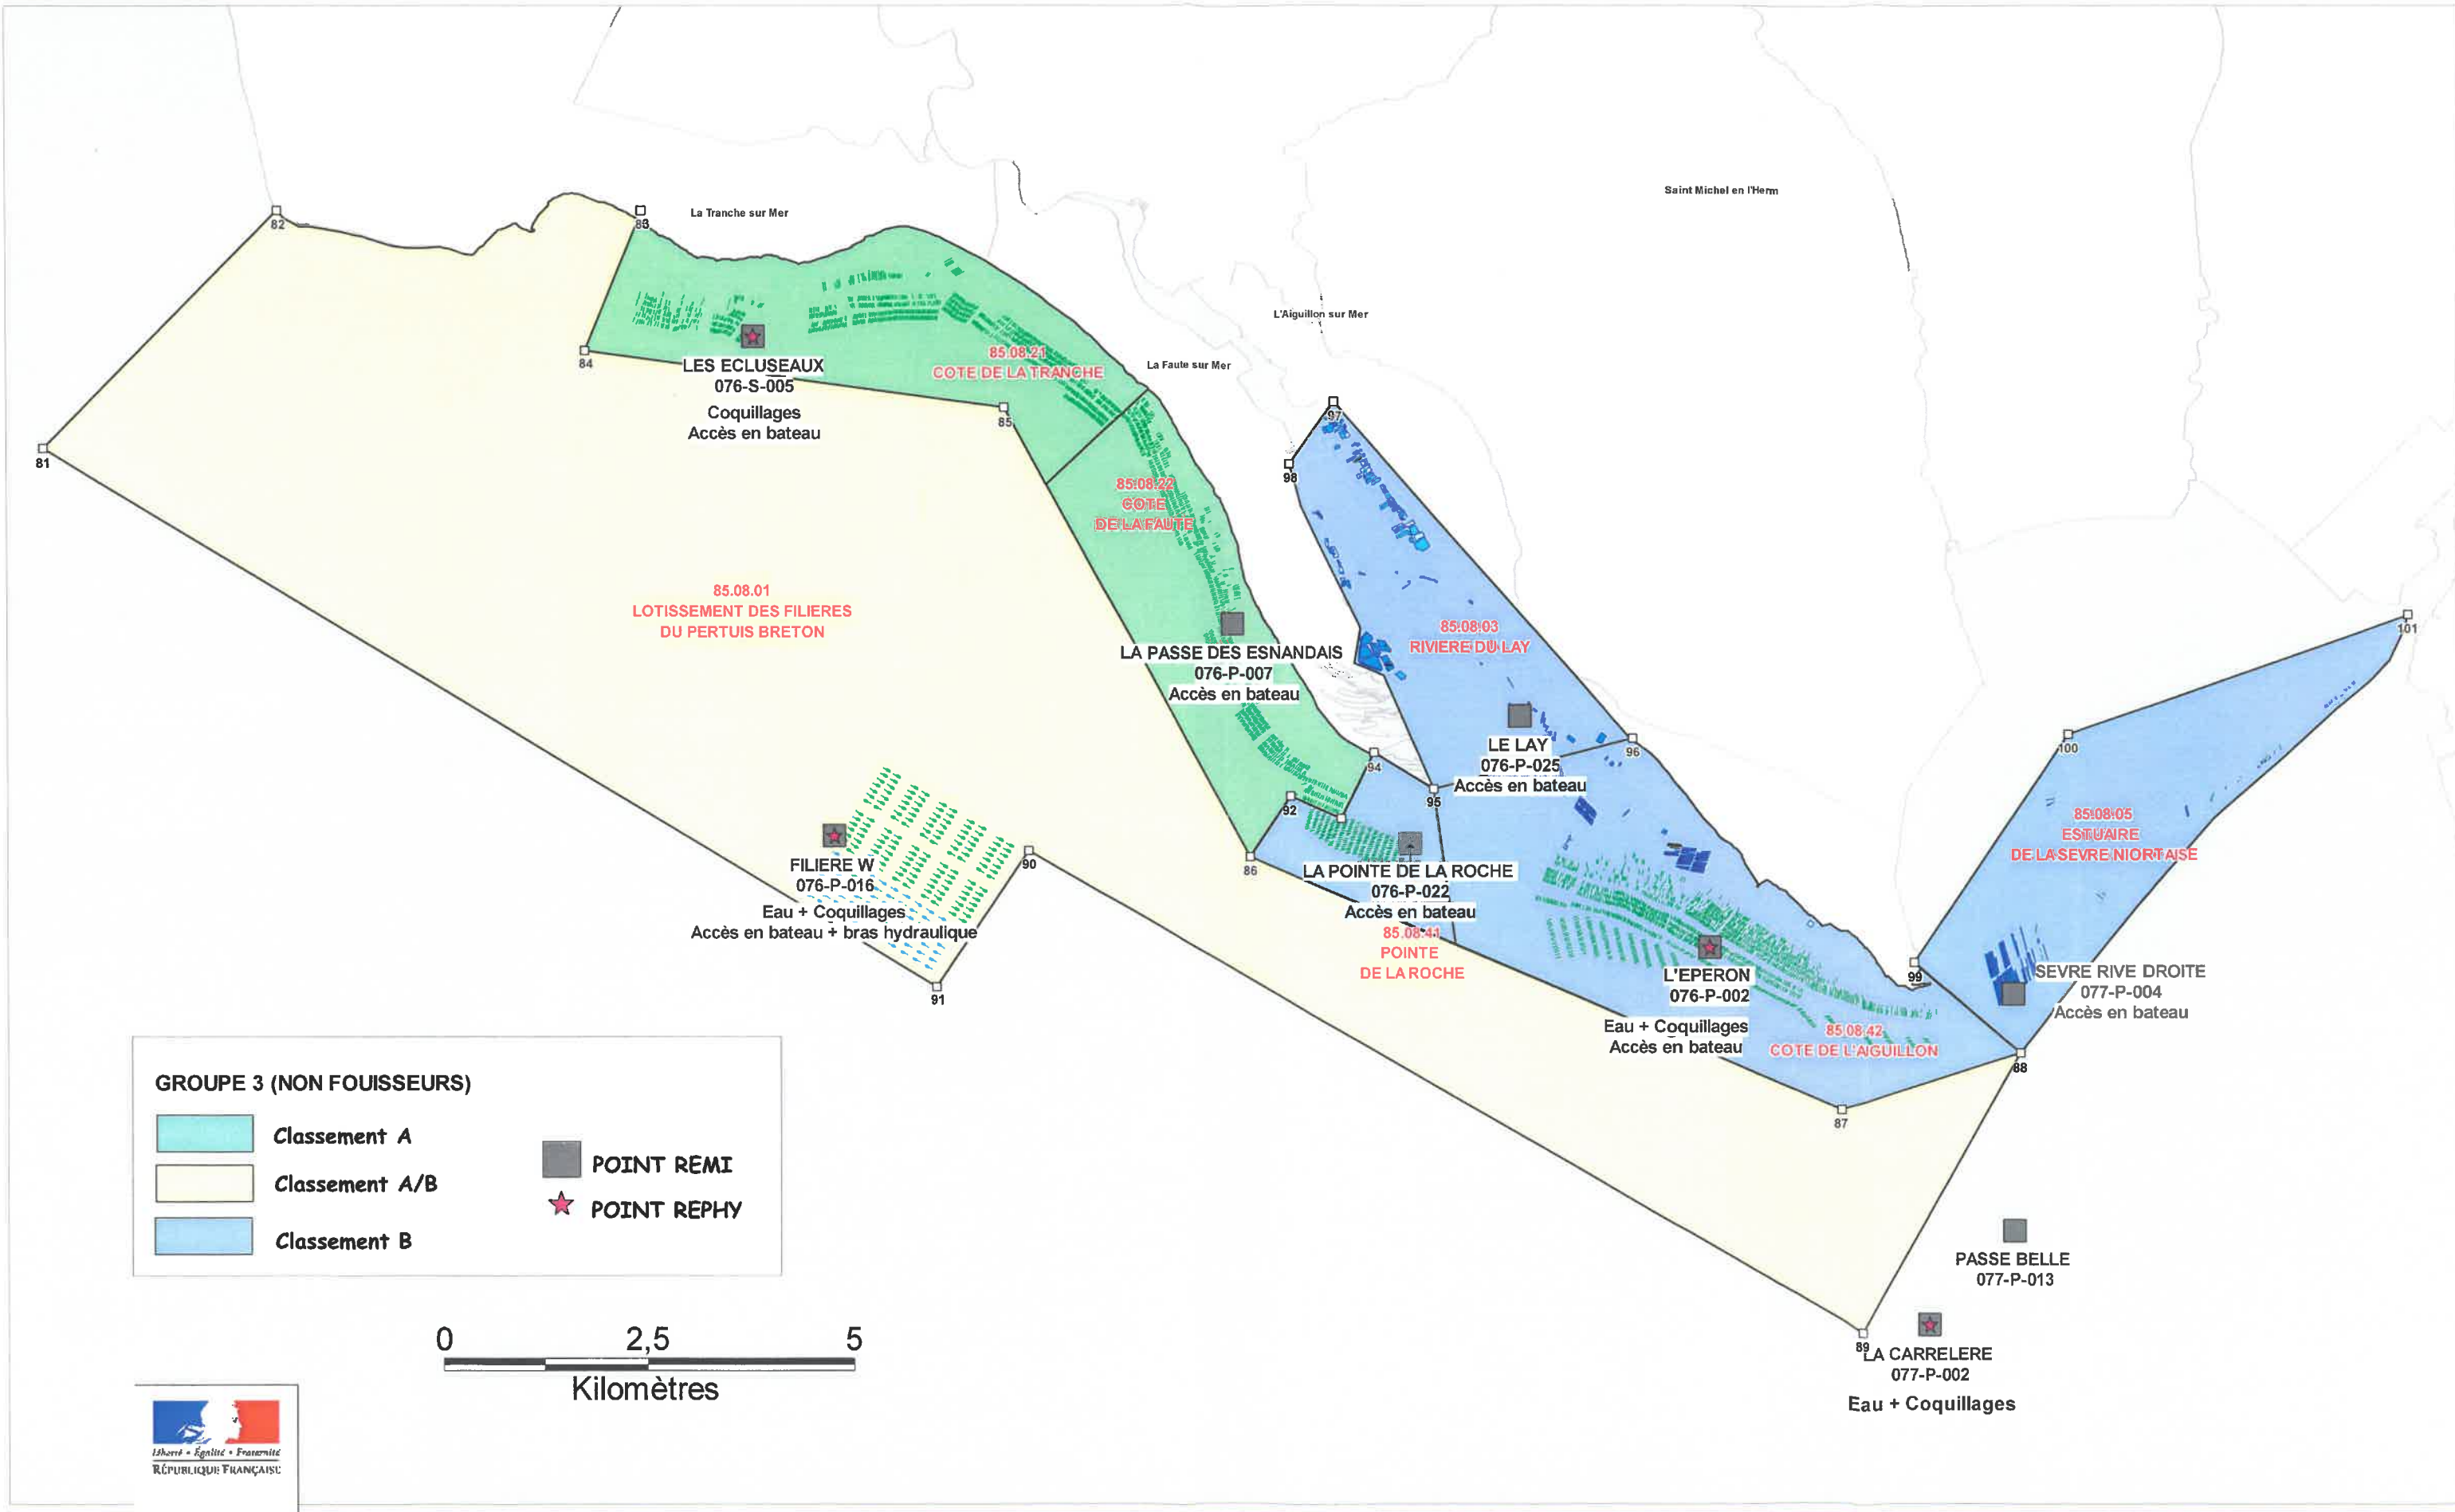 82
83
La Tranche sur Mer
Saint Michel en l'Herm
L'Aiguillon sur Mer
La Faute sur Mer
84
LES ECLUSEAUX
076-S-005
Coquillages
Accès en bateau
85.08.21
COTE DE LA TRANCHE
85
81
97
98
85.08.22
COTE
DE LA FAUTE
85.08.01
LOTISSEMENT DES FILIERES
DU PERTUIS BRETON
85.08.03
RIVIERE DU LAY
101
LA PASSE DES ESNANDAIS
076-P-007
Accès en bateau
LE LAY
076-P-025
Accès en bateau
96
100
94
95
92
85.08.05
ESTUAIRE
DE LA SEVRE NIORTAISE
FILIERE W
076-P-016
Eau + Coquillages
Accès en bateau + bras hydraulique
90
86
LA POINTE DE LA ROCHE
076-P-022
Accès en bateau
85.08.41
POINTE
DE LA ROCHE
91
L'EPERON
076-P-002
Eau + Coquillages
Accès en bateau
85.08.42
COTE DE L'AIGUILLON
99
SEVRE RIVE DROITE
077-P-004
Accès en bateau
88
87
GROUPE 3 (NON FOUISSEURS)
Classement A
Classement A/B
Classement B
POINT REMI
POINT REPHY
PASSE BELLE
077-P-013
89
LA CARRELERE
077-P-002
Eau + Coquillages
0 2,5 5
Kilomètres
Liberté • Égalité • Fraternité
RÉPUBLIQUE FRANÇAISE